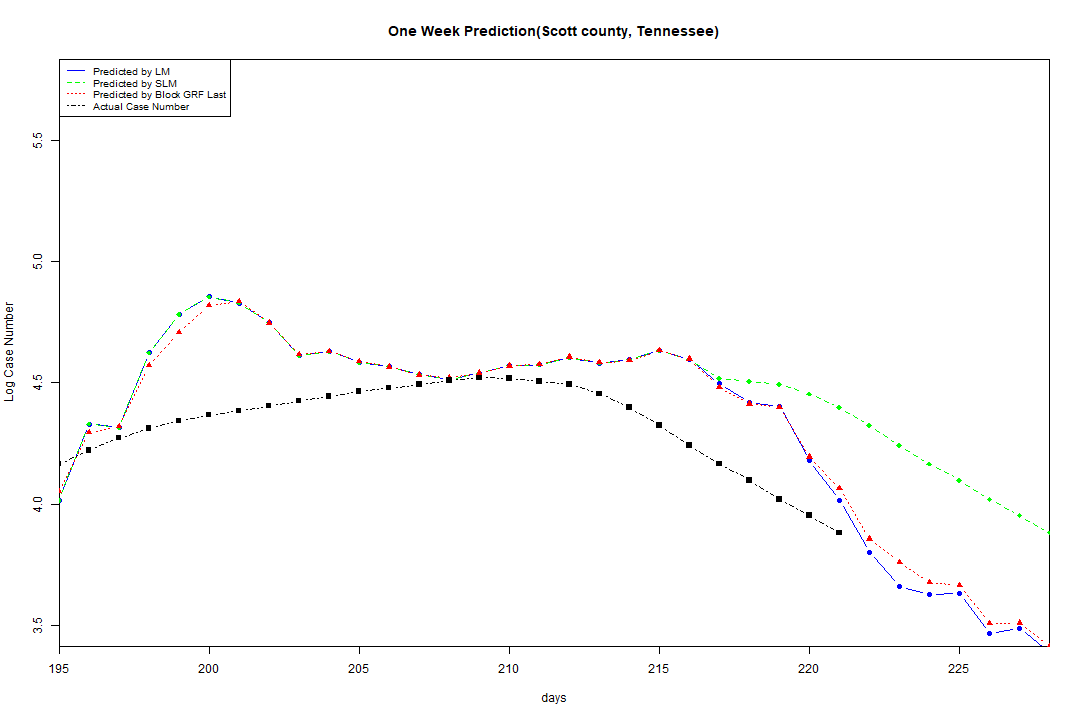 One Week Prediction(Scott county, Tennessee)
Predicted by LM
Predicted by SLM
Predicted by Block GRF Last
Actual Case Number
5.5
5.0
4.5
4.0
3.5
Log Case Number
195 200 205 210 215 220 225
days